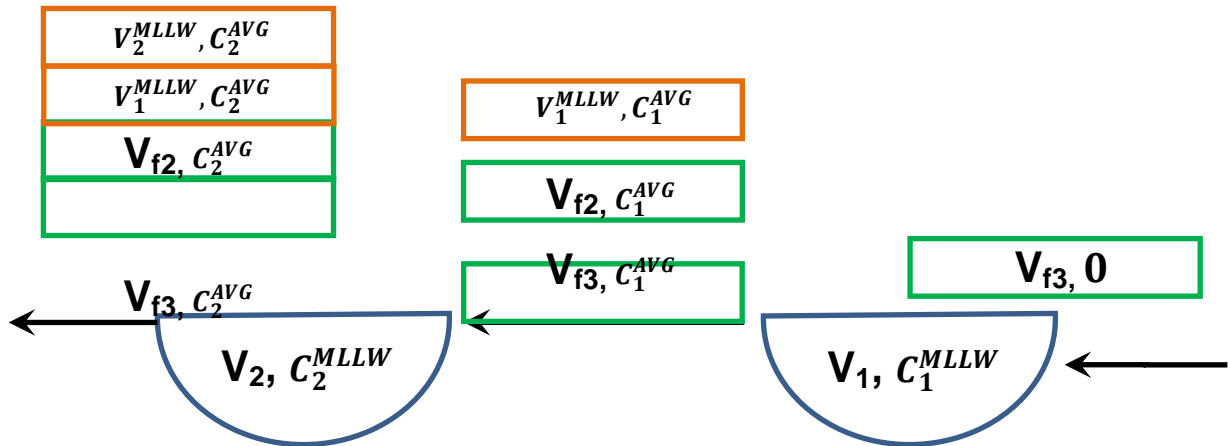 V₂^MLLW, C₂^AVG
V₁^MLLW, C₂^AVG
V_f2, C₂^AVG
V_f3, C₂^AVG
V₂, C₂^MLLW
V₁^MLLW, C₁^AVG
V_f2, C₁^AVG
V_f3, C₁^AVG
V_f3, 0
V₁, C₁^MLLW